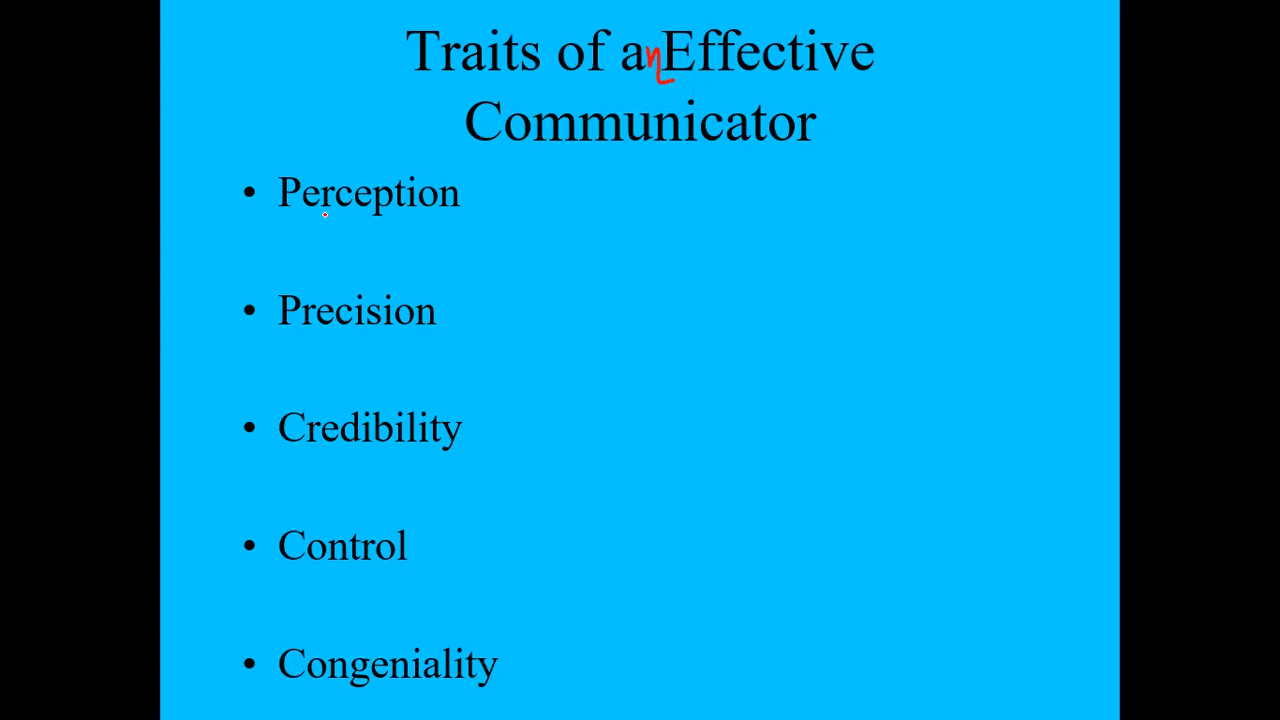 Traits of an Effective
Communicator
• Perception
• Precision
• Credibility
• Control
• Congeniality